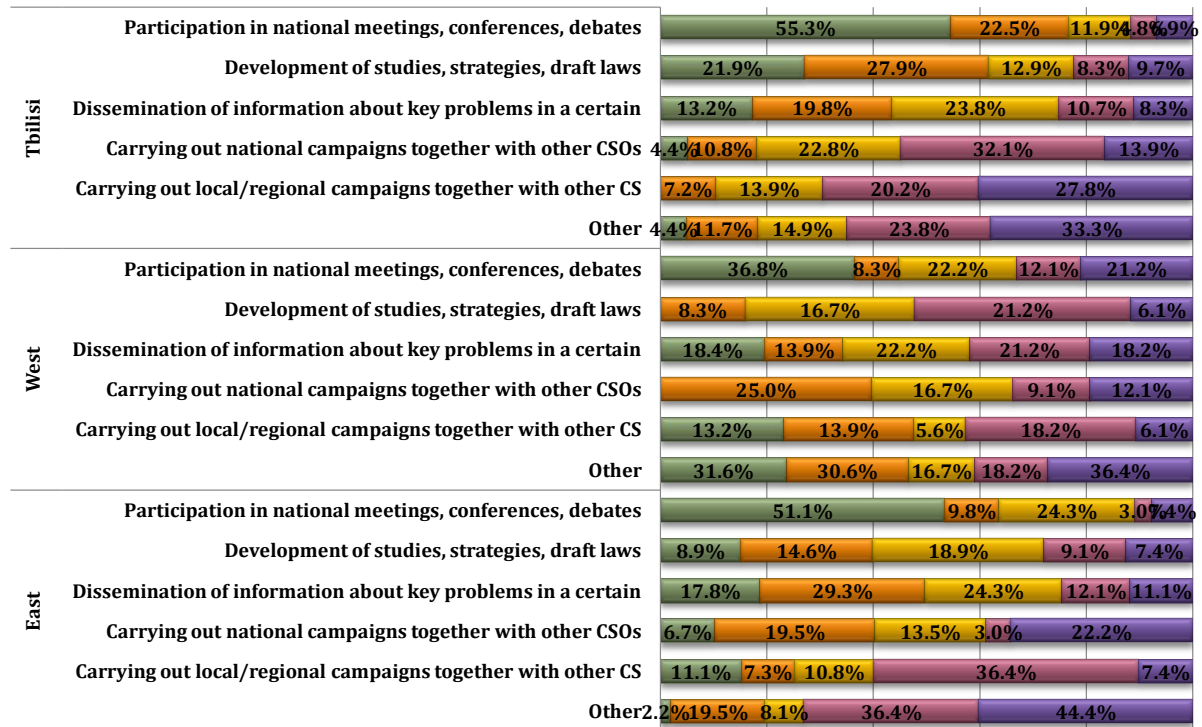 Tbilisi
Participation in national meetings, conferences, debates 55.3% 22.5% 11.9% 4.8% 6.9%
Development of studies, strategies, draft laws 21.9% 27.9% 12.9% 8.3% 9.7%
Dissemination of information about key problems in a certain 13.2% 19.8% 23.8% 10.7% 8.3%
Carrying out national campaigns together with other CSOs 4.4% 10.8% 22.8% 32.1% 13.9%
Carrying out local/regional campaigns together with other CS 7.2% 13.9% 20.2% 27.8%
Other 4.4% 11.7% 14.9% 23.8% 33.3%
West
Participation in national meetings, conferences, debates 36.8% 8.3% 22.2% 12.1% 21.2%
Development of studies, strategies, draft laws 8.3% 16.7% 21.2% 6.1%
Dissemination of information about key problems in a certain 18.4% 13.9% 22.2% 21.2% 18.2%
Carrying out national campaigns together with other CSOs 25.0% 16.7% 9.1% 12.1%
Carrying out local/regional campaigns together with other CS 13.2% 13.9% 5.6% 18.2% 6.1%
Other 31.6% 30.6% 16.7% 18.2% 36.4%
East
Participation in national meetings, conferences, debates 51.1% 9.8% 24.3% 3.0% 7.4%
Development of studies, strategies, draft laws 8.9% 14.6% 18.9% 9.1% 7.4%
Dissemination of information about key problems in a certain 17.8% 29.3% 24.3% 12.1% 11.1%
Carrying out national campaigns together with other CSOs 6.7% 19.5% 13.5% 3.0% 22.2%
Carrying out local/regional campaigns together with other CS 11.1% 7.3% 10.8% 36.4% 7.4%
Other 2.2% 19.5% 8.1% 36.4% 44.4%